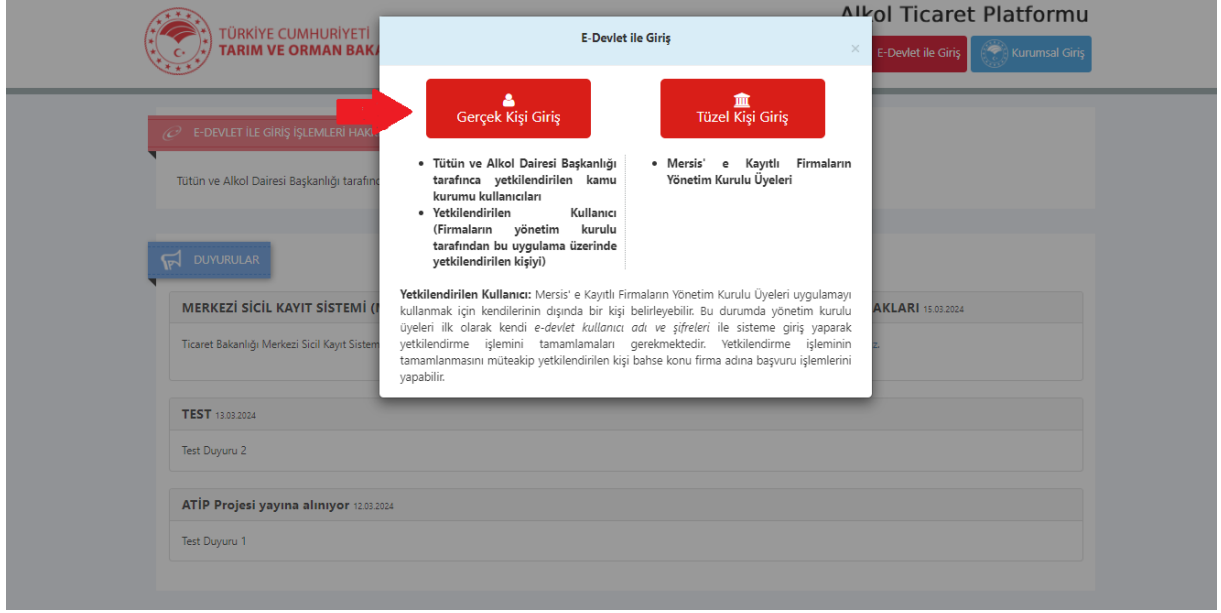 Alkol Ticaret Platformu
TÜRKİYE CUMHURİYETİ
TARIM VE ORMAN BAKA
E-Devlet ile Giriş
Kurumsal Giriş
E-Devlet ile Giriş
×
Gerçek Kişi Giriş
Tüzel Kişi Giriş
• Tütün ve Alkol Dairesi Başkanlığı
tarafınca yetkilendirilen kamu
kurumu kullanıcıları
• Yetkilendirilen Kullanıcı
(Firmaların yönetim kurulu
tarafından bu uygulama üzerinde
yetkilendirilen kişiyi)
• Mersis' e Kayıtlı Firmaların
Yönetim Kurulu Üyeleri
Yetkilendirilen Kullanıcı: Mersis' e Kayıtlı Firmaların Yönetim Kurulu Üyeleri uygulamayı
kullanmak için kendilerinin dışında bir kişi belirleyebilir. Bu durumda yönetim kurulu
üyeleri ilk olarak kendi e-devlet kullanıcı adı ve şifreleri ile sisteme giriş yaparak
yetkilendirme işlemini tamamlamaları gerekmektedir. Yetkilendirme işleminin
tamamlanmasını müteakip yetkilendirilen kişi bahse konu firma adına başvuru işlemlerini
yapabilir.
E-DEVLET İLE GİRİŞ İŞLEMLERİ HAK
Tütün ve Alkol Dairesi Başkanlığı tarafınc
DUYURULAR
MERKEZİ SİCİL KAYIT SİSTEMİ (
AKLARI 15.03.2024
Ticaret Bakanlığı Merkezi Sicil Kayıt Sistem
z.
TEST 13.03.2024
Test Duyuru 2
ATİP Projesi yayına alınıyor 12.03.2024
Test Duyuru 1